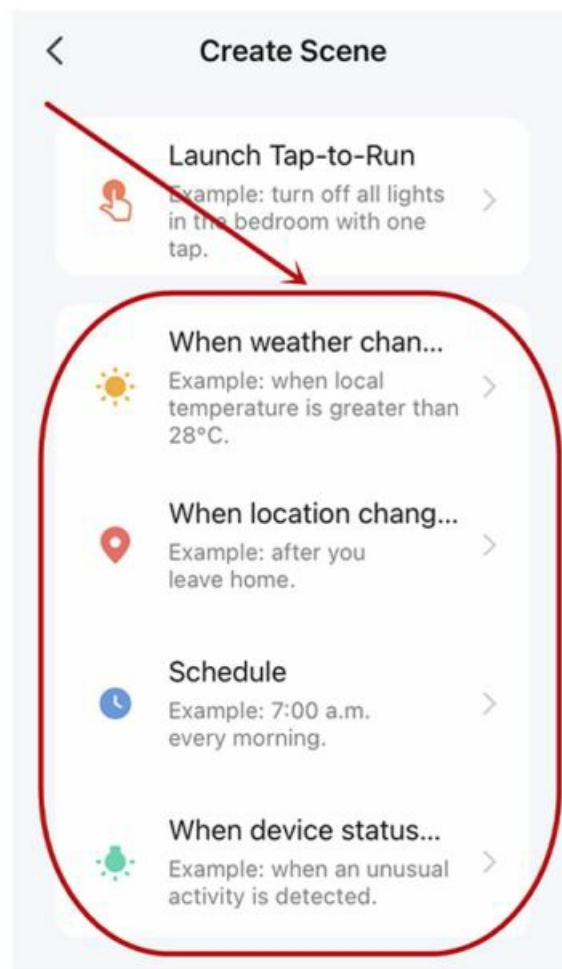 Create Scene
Launch Tap-to-Run
Example: turn off all lights
in the bedroom with one
tap.
When weather chan...
Example: when local
temperature is greater than
28°C.
When location chang...
Example: after you
leave home.
Schedule
Example: 7:00 a.m.
every morning.
When device status...
Example: when an unusual
activity is detected.